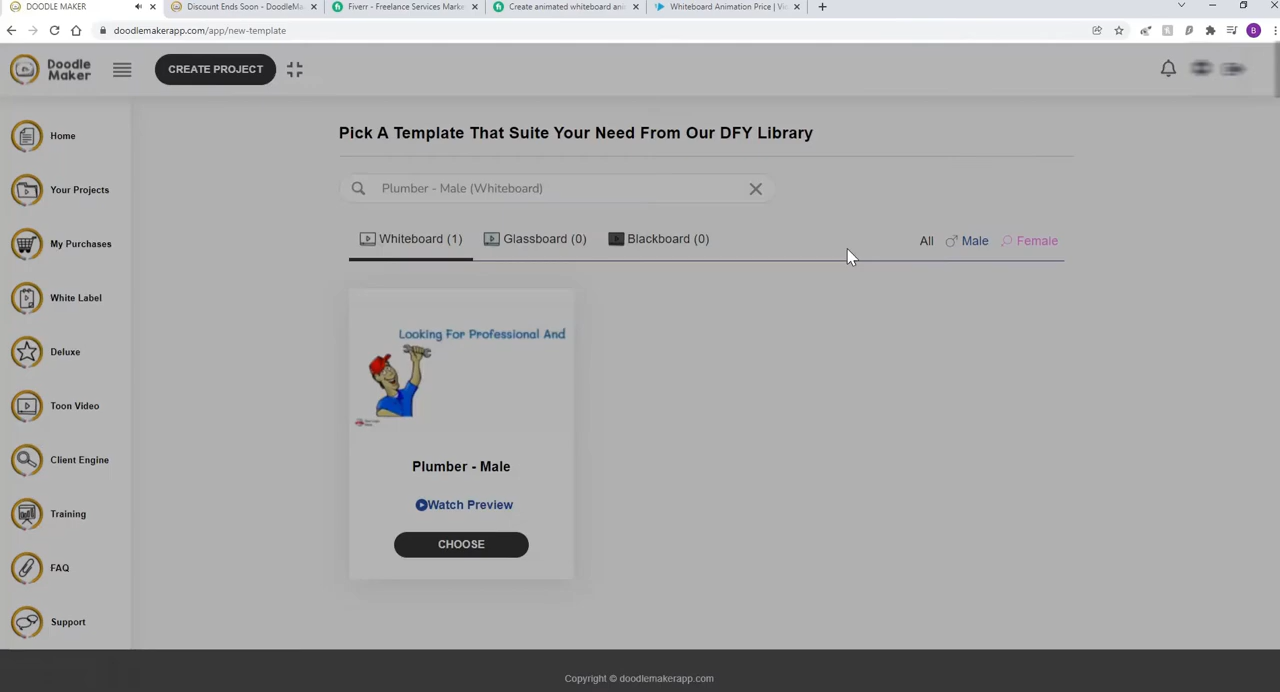 DOODLE MAKER
Discount Ends Soon - DoodleMa
Fiverr - Freelance Services Marke
Create animated whiteboard and
Whiteboard Animation Price | Vi
doodlemakerapp.com/app/new-template
B
Doodle
Maker
CREATE PROJECT
Home
Your Projects
My Purchases
White Label
Deluxe
Toon Video
Client Engine
Training
FAQ
Support
Pick A Template That Suite Your Need From Our DFY Library
Plumber - Male (Whiteboard)
Whiteboard (1)
Glassboard (0)
Blackboard (0)
All
Male
Female
Looking For Professional And
Plumber - Male
Watch Preview
CHOOSE
Copyright © doodlemakerapp.com